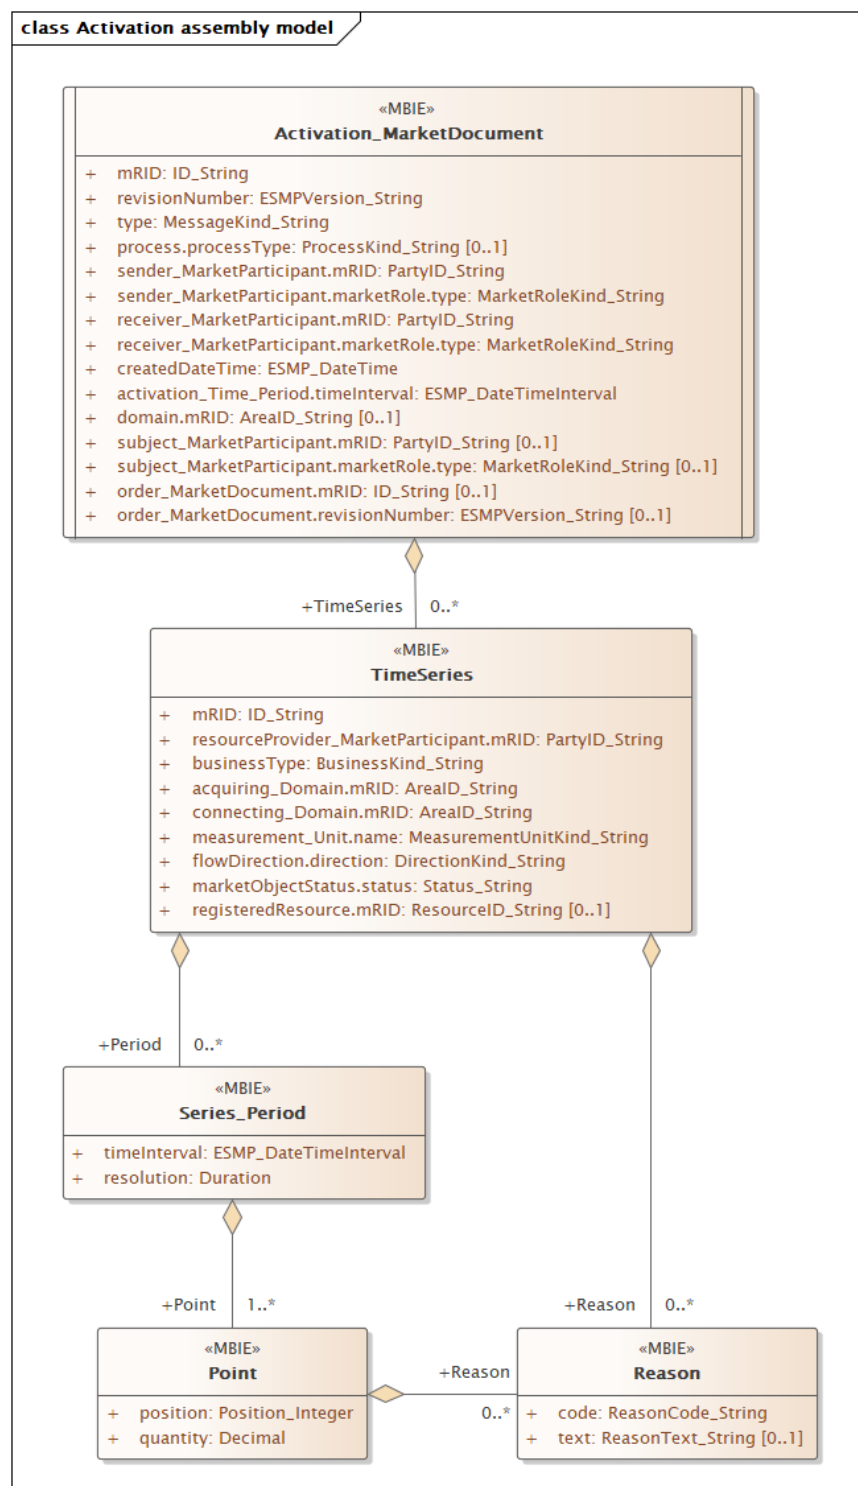 class Activation assembly model
«MBIE»
Activation_MarketDocument
+ mRID: ID_String
+ revisionNumber: ESMPVersion_String
+ type: MessageKind_String
+ process.processType: ProcessKind_String [0..1]
+ sender_MarketParticipant.mRID: PartyID_String
+ sender_MarketParticipant.marketRole.type: MarketRoleKind_String
+ receiver_MarketParticipant.mRID: PartyID_String
+ receiver_MarketParticipant.marketRole.type: MarketRoleKind_String
+ createdDateTime: ESMP_DateTime
+ activation_Time_Period.timeInterval: ESMP_DateTimeInterval
+ domain.mRID: AreaID_String [0..1]
+ subject_MarketParticipant.mRID: PartyID_String [0..1]
+ subject_MarketParticipant.marketRole.type: MarketRoleKind_String [0..1]
+ order_MarketDocument.mRID: ID_String [0..1]
+ order_MarketDocument.revisionNumber: ESMPVersion_String [0..1]
+TimeSeries 0..*
«MBIE»
TimeSeries
+ mRID: ID_String
+ resourceProvider_MarketParticipant.mRID: PartyID_String
+ businessType: BusinessKind_String
+ acquiring_Domain.mRID: AreaID_String
+ connecting_Domain.mRID: AreaID_String
+ measurement_Unit.name: MeasurementUnitKind_String
+ flowDirection.direction: DirectionKind_String
+ marketObjectStatus.status: Status_String
+ registeredResource.mRID: ResourceID_String [0..1]
+Period 0..*
«MBIE»
Series_Period
+ timeInterval: ESMP_DateTimeInterval
+ resolution: Duration
+Point 1..*
+Reason 0..*
«MBIE»
Point
+ position: Position_Integer
+ quantity: Decimal
+Reason
0..*
«MBIE»
Reason
+ code: ReasonCode_String
+ text: ReasonText_String [0..1]